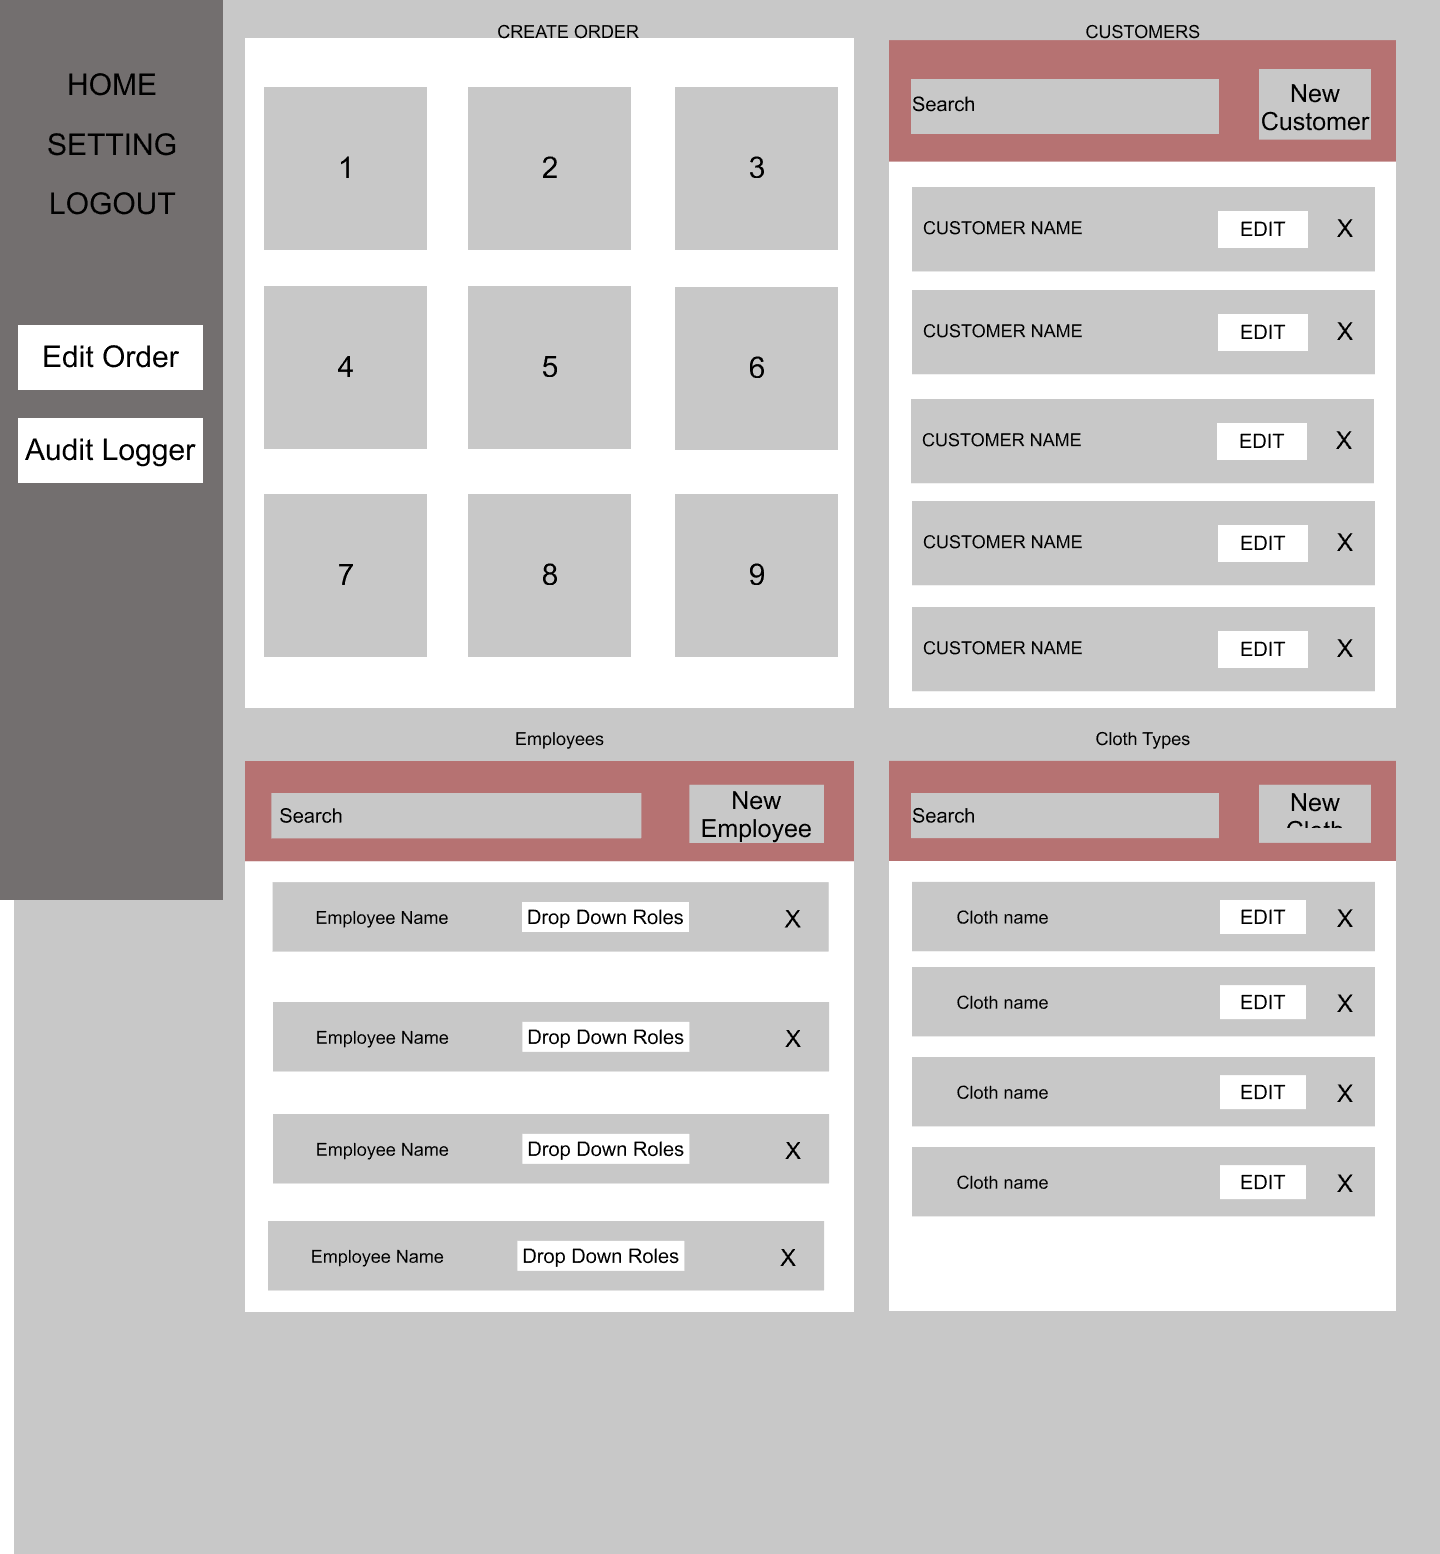 HOME
SETTING
LOGOUT
Edit Order
Audit Logger
CREATE ORDER
1
2
3
4
5
6
7
8
9
CUSTOMERS
Search
New
Customer
CUSTOMER NAME EDIT X
CUSTOMER NAME EDIT X
CUSTOMER NAME EDIT X
CUSTOMER NAME EDIT X
CUSTOMER NAME EDIT X
Employees
Search
New
Employee
Employee Name Drop Down Roles X
Employee Name Drop Down Roles X
Employee Name Drop Down Roles X
Employee Name Drop Down Roles X
Cloth Types
Search
New
Cloth
Cloth name EDIT X
Cloth name EDIT X
Cloth name EDIT X
Cloth name EDIT X